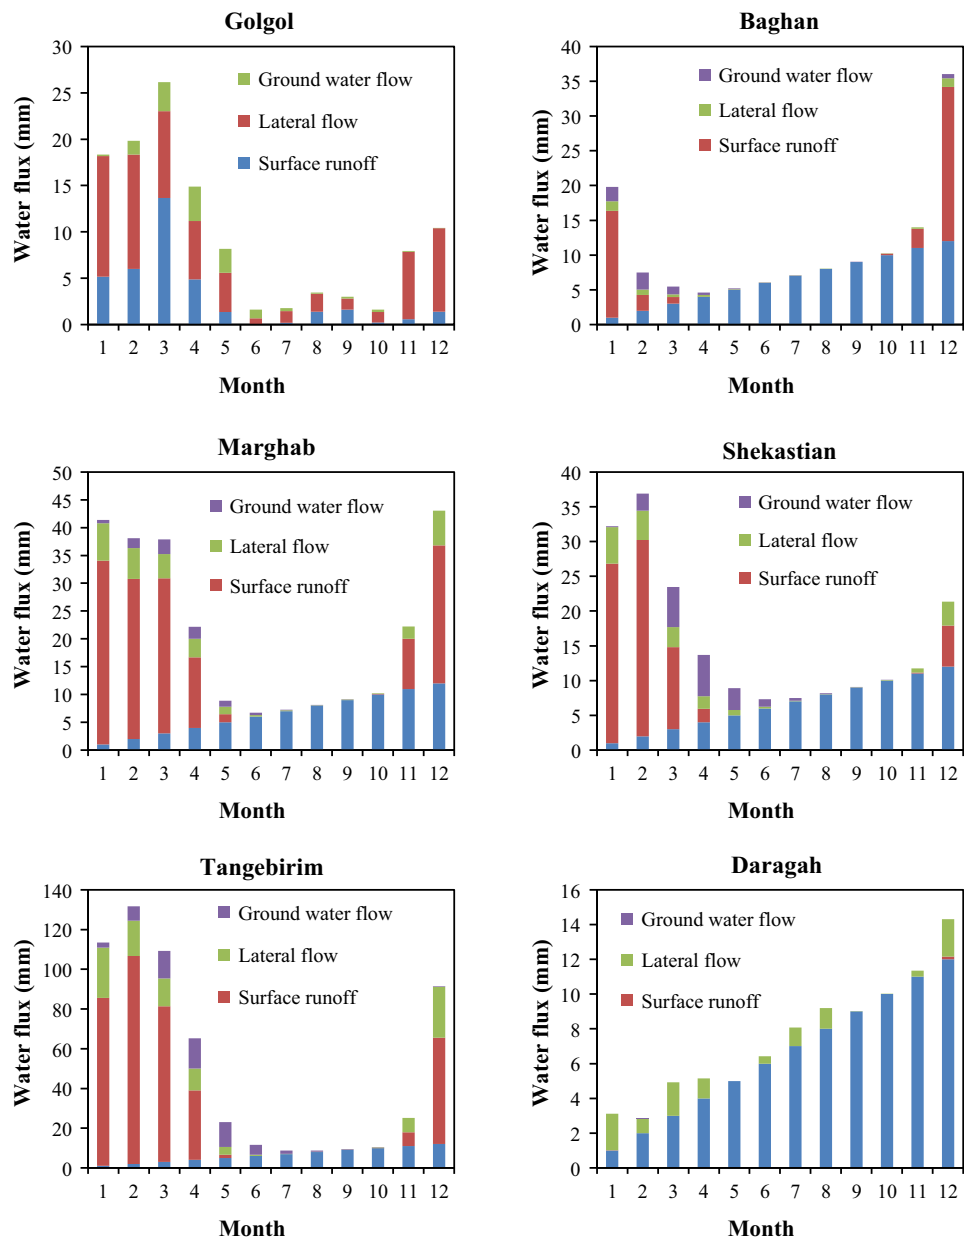 Golgol
Water flux (mm)
30
25
20
15
10
5
0
Ground water flow
Lateral flow
Surface runoff
1 2 3 4 5 6 7 8 9 10 11 12
Month
Baghan
Water flux (mm)
40
35
30
25
20
15
10
5
0
Ground water flow
Lateral flow
Surface runoff
1 2 3 4 5 6 7 8 9 10 11 12
Month
Marghab
Water flux (mm)
50
45
40
35
30
25
20
15
10
5
0
Ground water flow
Lateral flow
Surface runoff
1 2 3 4 5 6 7 8 9 10 11 12
Month
Shekastian
Water flux (mm)
40
35
30
25
20
15
10
5
0
Ground water flow
Lateral flow
Surface runoff
1 2 3 4 5 6 7 8 9 10 11 12
Month
Tangebirim
Water flux (mm)
140
120
100
80
60
40
20
0
Ground water flow
Lateral flow
Surface runoff
1 2 3 4 5 6 7 8 9 10 11 12
Month
Daragah
Water flux (mm)
16
14
12
10
8
6
4
2
0
Ground water flow
Lateral flow
Surface runoff
1 2 3 4 5 6 7 8 9 10 11 12
Month